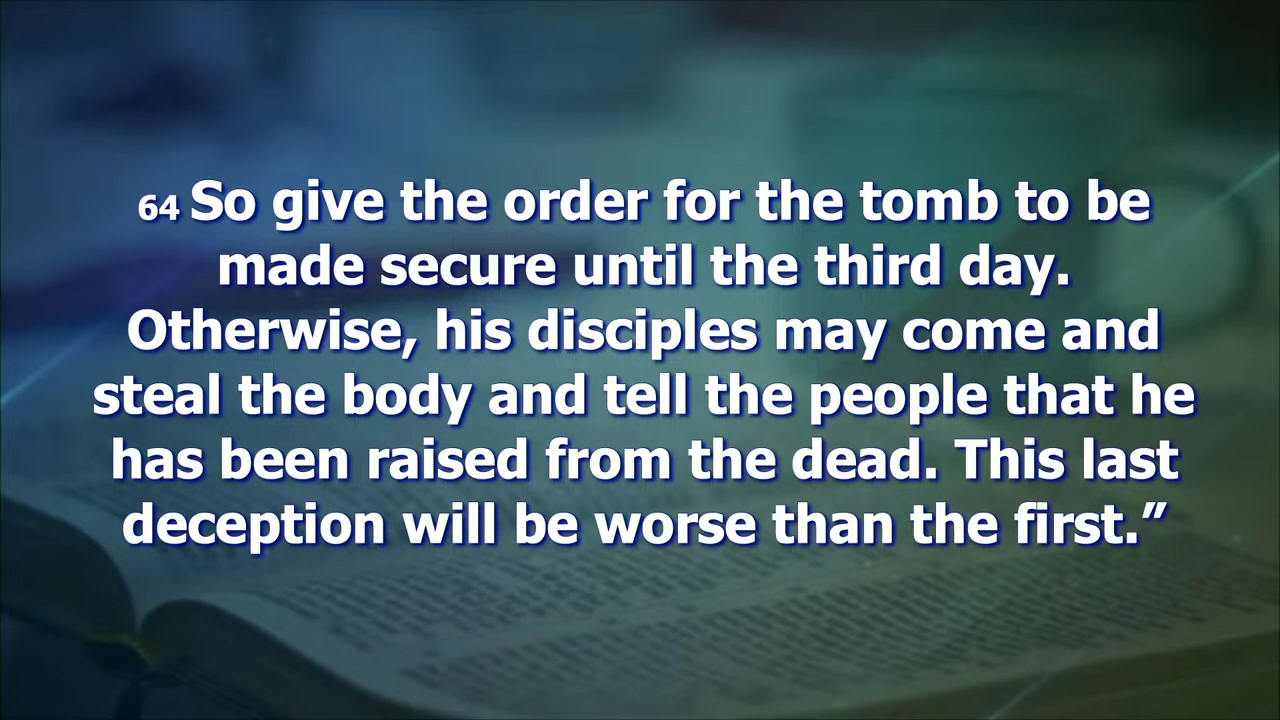 64 So give the order for the tomb to be
made secure until the third day.
Otherwise, his disciples may come and
steal the body and tell the people that he
has been raised from the dead. This last
deception will be worse than the first.”